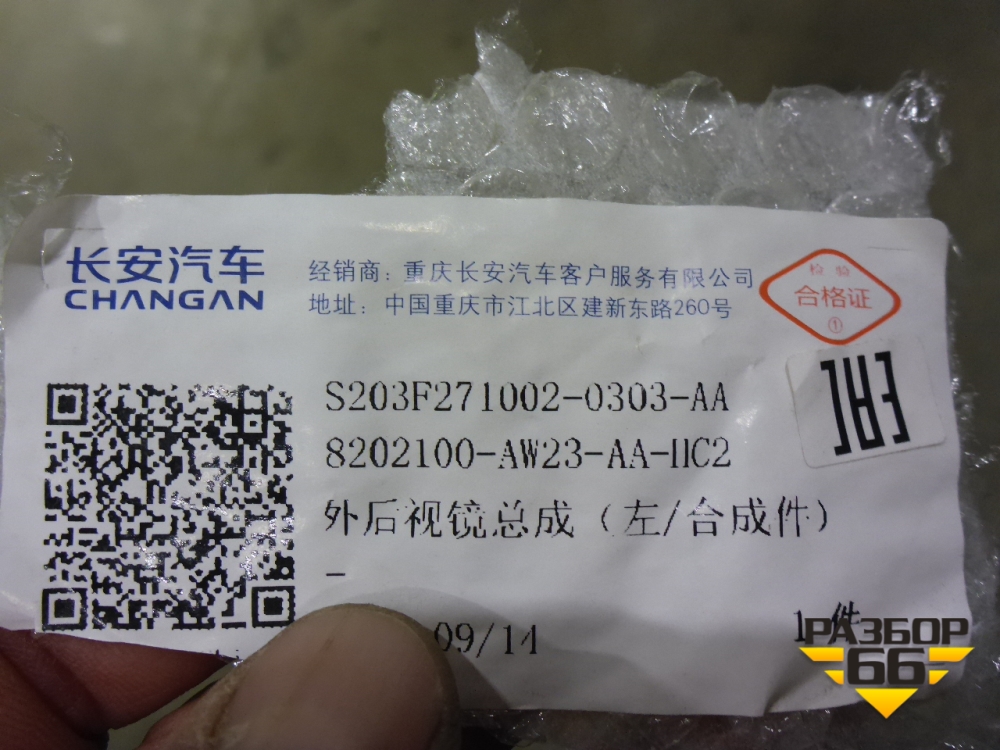 长安汽车
CHANGAN
经销商：重庆长安汽车客户服务有限公司
地址：中国重庆市江北区建新东路260号
检验
合格证
①
S203F271002-0303-AA
8202100-AW23-AA-HC2
外后视镜总成（左/合成件）
-
09/14
1 件
РАЗБОР
66